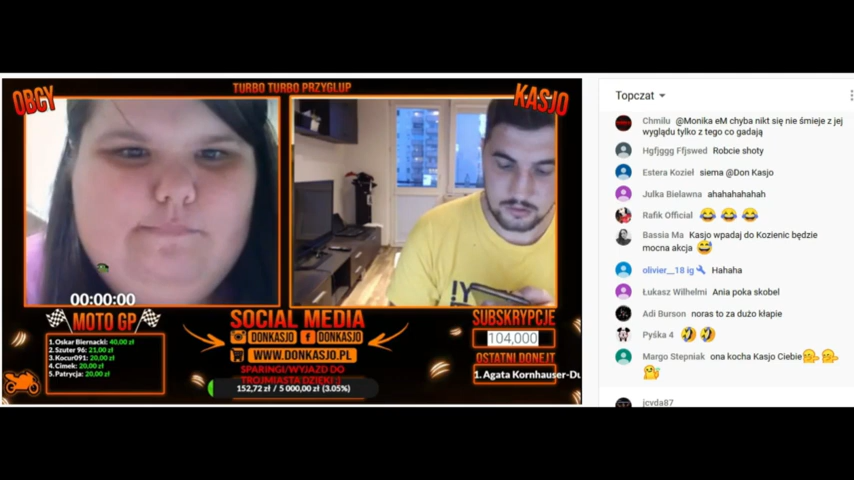 OBCY
TURBO TURBO PRZYGLUP
KASJO
00:00:00
MOTO GP
1. Oskar Biernacki: 40,00 zł
2. Szuter 96: 21,00 zł
3. Kocur091: 20,00 zł
4. Cimek: 20,00 zł
5. Patrycja: 20,00 zł
SOCIAL MEDIA
DONKASJO DONKASJO
WWW.DONKASJO.PL
SPARINGI/WYJAZD DO
TROJMIASTA DZIEKI :)
152,72 zł / 5 000,00 zł (3.05%)
SUBSKRYPCJE
104,000
OSTATNI DONEJT
1. Agata Kornhauser-Du
Topczat
Chmilu @Monika eM chyba nikt się nie śmieje z jej
wyglądu tylko z tego co gadają
Hgfjggg Ffjswed Robcie shoty
Estera Kozieł siema @Don Kasjo
Julka Bielawna ahahahahahah
Rafik Official 😂 😂 😂
Bassia Ma Kasjo wpadaj do Kozienic będzie
mocna akcja 😅
olivier__18 ig Hahaha
Łukasz Wilhelmi Ania poka skobel
Adi Burson noras to za dużo kłapie
Pyśka 4 🤣 🤣
Margo Stepniak ona kocha Kasjo Ciebie
jcvda87